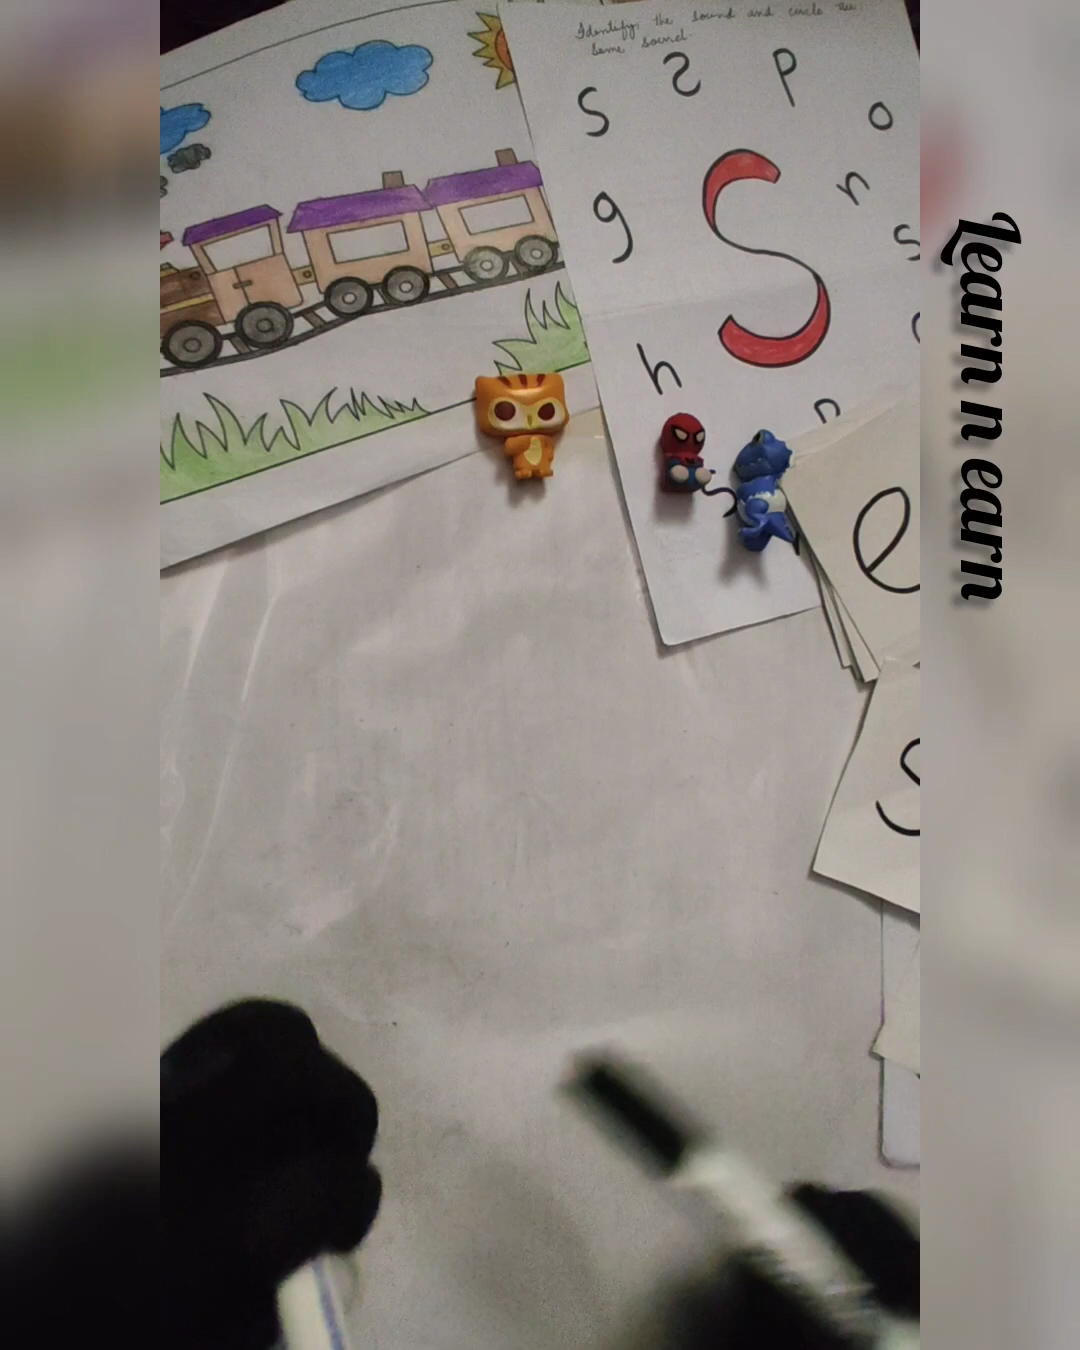 Identify the sound and circle the
same sound.
s
p
o
g
S
r
s
h
n
e
s
Learn n earn